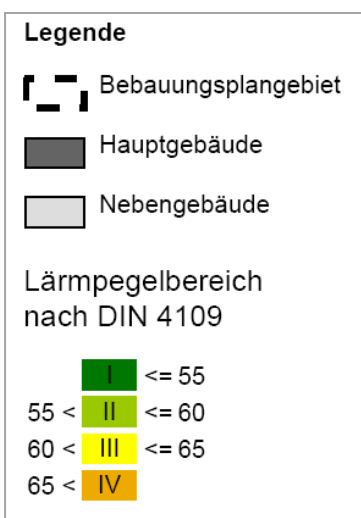 Legende
Bebauungsplangebiet
Hauptgebäude
Nebengebäude
Lärmpegelbereich
nach DIN 4109
I <= 55
55 < II <= 60
60 < III <= 65
65 < IV